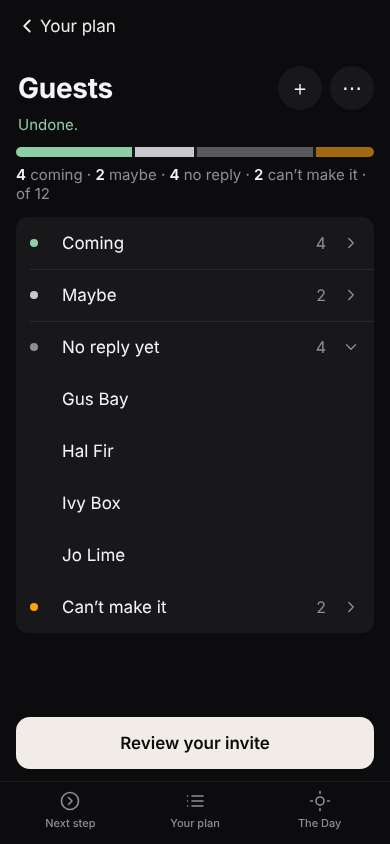 Your plan
Guests
+
...
Undone.
4 coming · 2 maybe · 4 no reply · 2 can’t make it ·
of 12
Coming 4
Maybe 2
No reply yet 4
Gus Bay
Hal Fir
Ivy Box
Jo Lime
Can’t make it 2
Review your invite
Next step
Your plan
The Day